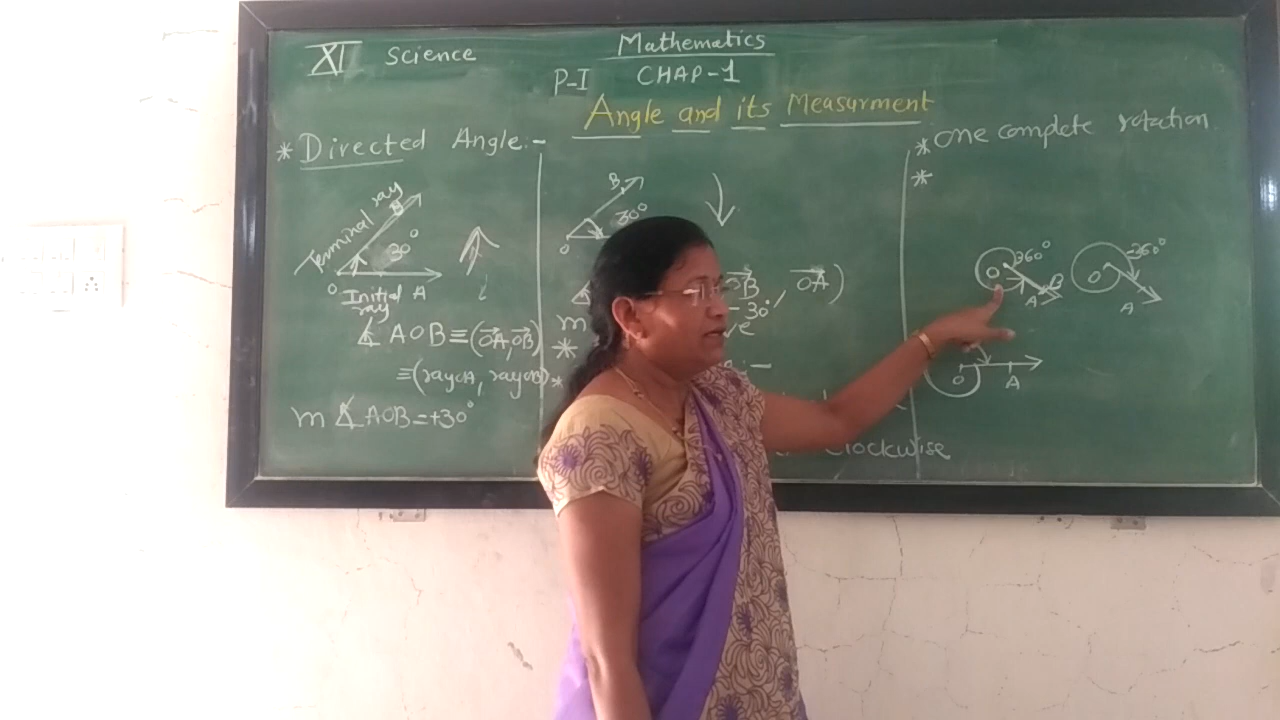 XI Science
Mathematics
P-I CHAP-1
Angle and its Measurment
* Directed Angle:-
Terminal ray
B
30°
O
Initial A
ray
∡ AOB ≡ (OA, OB)
≡ (ray OA, ray OB)
m ∡ AOB = +30°
B
30°
O
OB, OA)
m
-30°
ve
*
*
clockwise
* One complete rotation
*
360°
O
A
B
360°
O
A
O
A